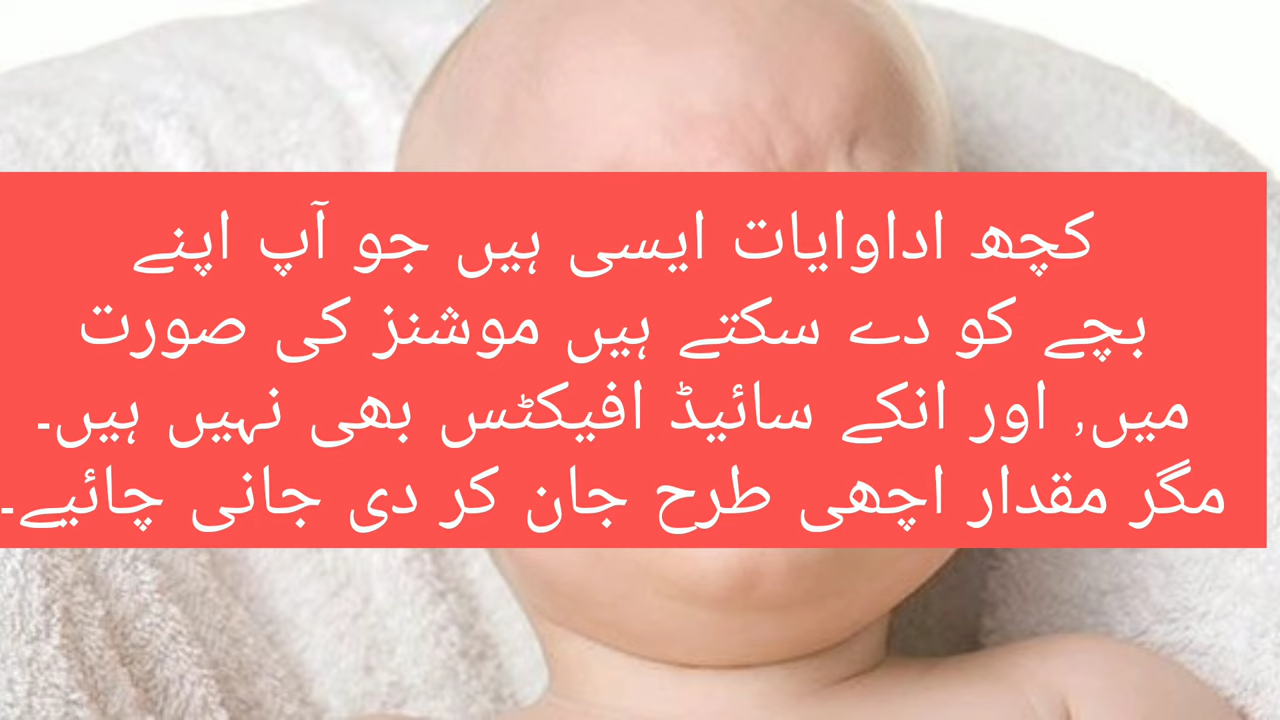 کچھ اداوایات ایسی ہیں جو آپ اپنے
بچے کو دے سکتے ہیں موشنز کی صورت
میں, اور انکے سائیڈ افیکٹس بھی نہیں ہیں۔
مگر مقدار اچھی طرح جان کر دی جانی چائیے۔